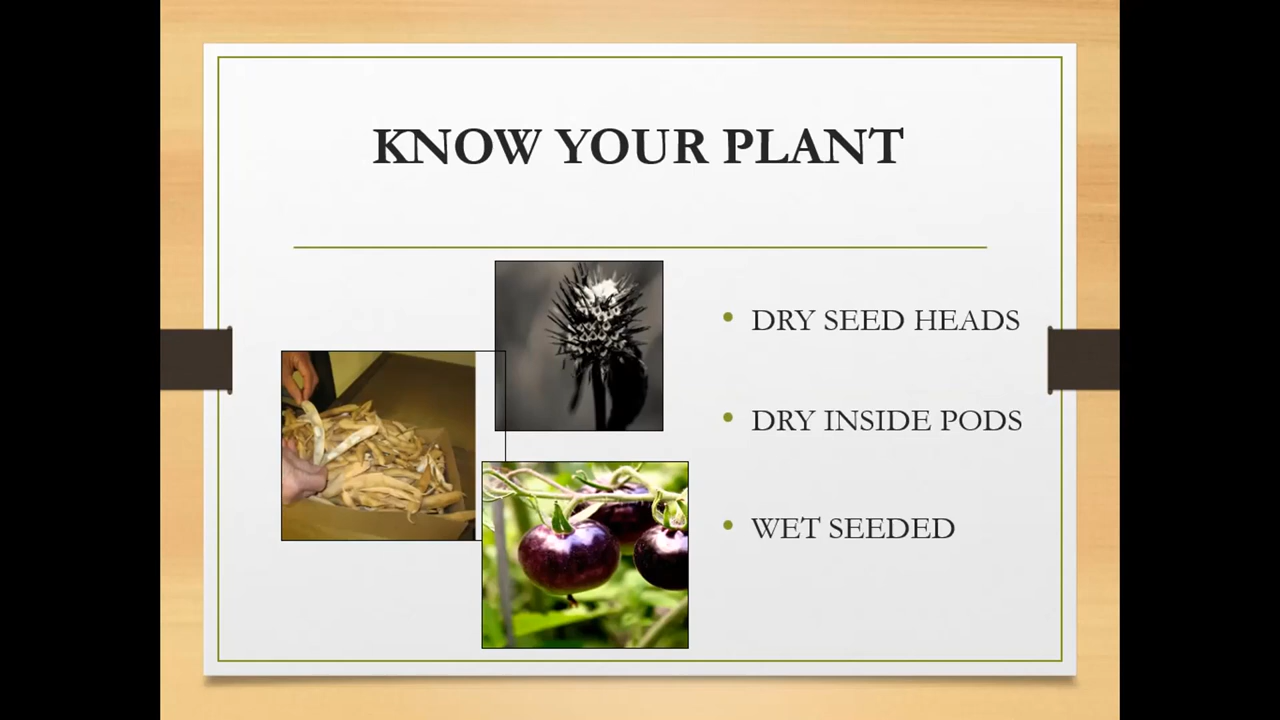 KNOW YOUR PLANT
DRY SEED HEADS
DRY INSIDE PODS
WET SEEDED